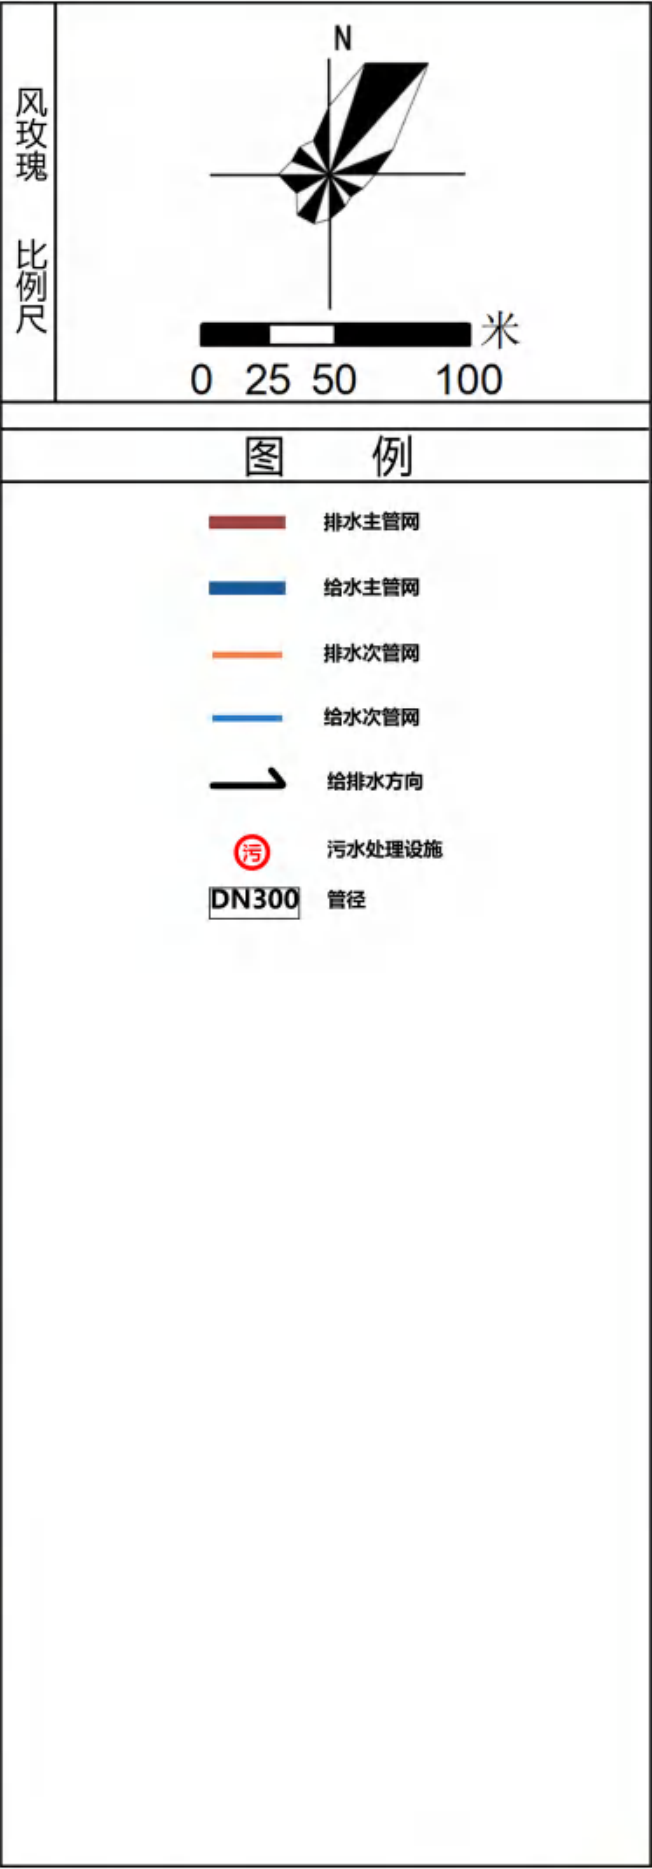 N
风玫瑰 比例尺
米
0 25 50 100
图 例
排水主管网
给水主管网
排水次管网
给水次管网
给排水方向
污 污水处理设施
DN300 管径